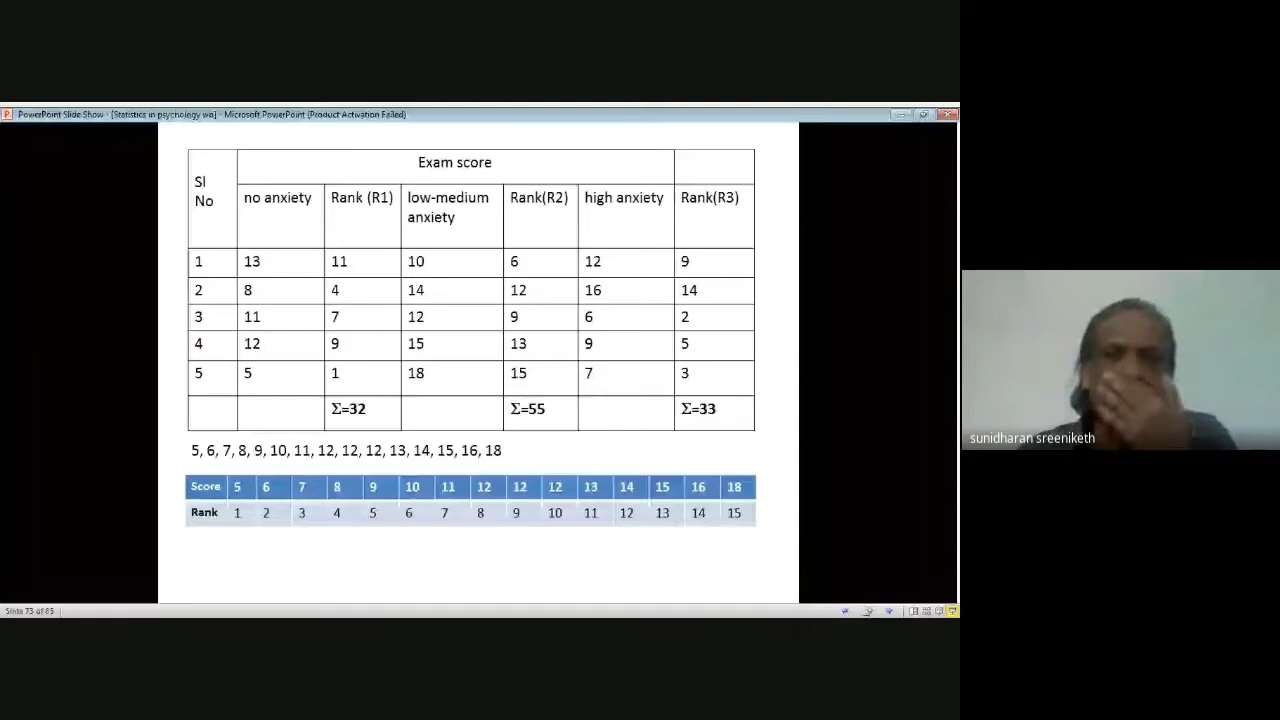 PowerPoint Slide Show - [Statistics in psychology wo] - Microsoft PowerPoint (Product Activation Failed)
Exam score
Sl No
no anxiety Rank (R1) low-medium anxiety Rank(R2) high anxiety Rank(R3)
1 13 11 10 6 12 9
2 8 4 14 12 16 14
3 11 7 12 9 6 2
4 12 9 15 13 9 5
5 5 1 18 15 7 3
Σ=32 Σ=55 Σ=33
5, 6, 7, 8, 9, 10, 11, 12, 12, 12, 13, 14, 15, 16, 18
Score 5 6 7 8 9 10 11 12 12 12 13 14 15 16 18
Rank 1 2 3 4 5 6 7 8 9 10 11 12 13 14 15
Slide 73 of 85
sunidharan sreeniketh